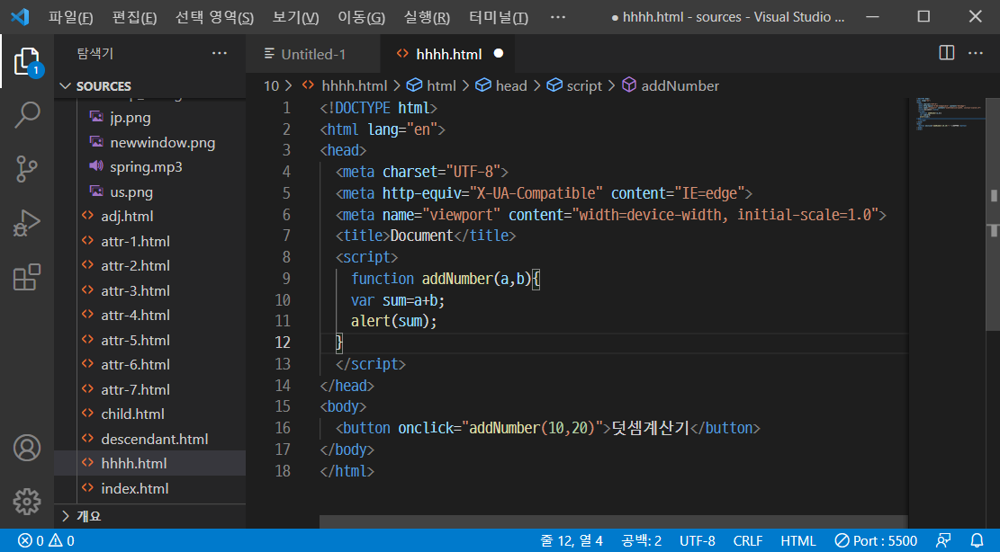 파일(F) 편집(E) 선택 영역(S) 보기(V) 이동(G) 실행(R) 터미널(T) ··· ● hhhh.html - sources - Visual Studio ...
탐색기 ···
Untitled-1
hhhh.html ●
1
SOURCES
10 > hhhh.html > html > head > script > addNumber
jp.png
newwindow.png
spring.mp3
us.png
adj.html
attr-1.html
attr-2.html
attr-3.html
attr-4.html
attr-5.html
attr-6.html
attr-7.html
child.html
descendant.html
hhhh.html
index.html
개요
1 <!DOCTYPE html>
2 <html lang="en">
3 <head>
4 <meta charset="UTF-8">
5 <meta http-equiv="X-UA-Compatible" content="IE=edge">
6 <meta name="viewport" content="width=device-width, initial-scale=1.0">
7 <title>Document</title>
8 <script>
9 function addNumber(a,b){
10 var sum=a+b;
11 alert(sum);
12 }
13 </script>
14 </head>
15 <body>
16 <button onclick="addNumber(10,20)">덧셈계산기</button>
17 </body>
18 </html>
0 0 줄 12, 열 4 공백: 2 UTF-8 CRLF HTML Port : 5500